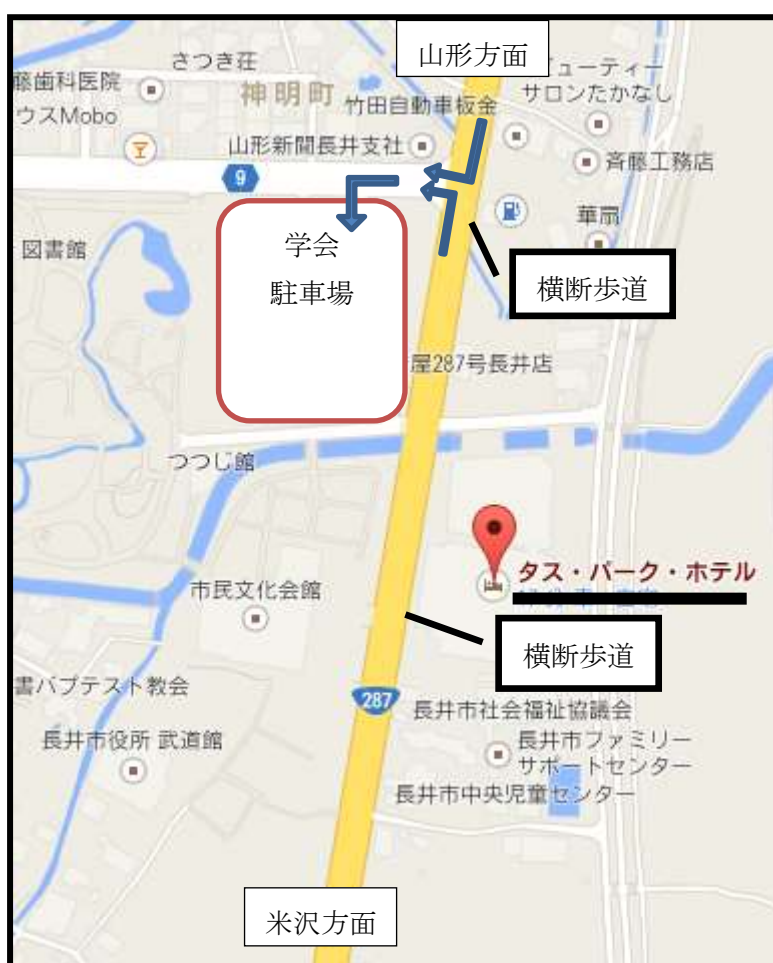 山形方面
さつき荘
藤歯科医院
ウスMobo
神明町
竹田自動車板金
ューティー
サロンたかなし
山形新聞長井支社
斉藤工務店
9
華扇
図書館
学会
駐車場
横断歩道
屋287号長井店
つつじ館
タス・パーク・ホテル
市民文化会館
横断歩道
書バプテスト教会
287
長井市社会福祉協議会
長井市役所 武道館
長井市ファミリー
サポートセンター
長井市中央児童センター
米沢方面